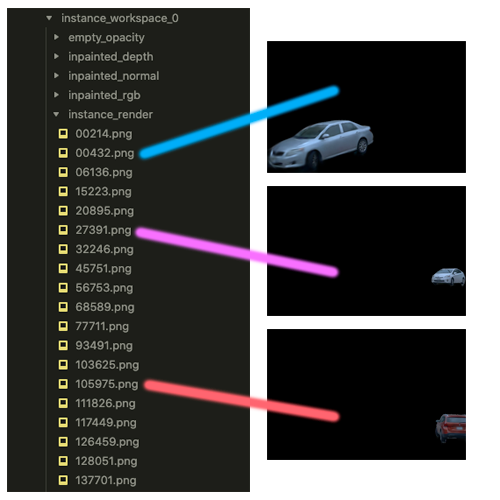 instance_workspace_0
empty_opacity
inpainted_depth
inpainted_normal
inpainted_rgb
instance_render
00214.png
00432.png
06136.png
15223.png
20895.png
27391.png
32246.png
45751.png
56753.png
68589.png
77711.png
93491.png
103625.png
105975.png
111826.png
117449.png
126459.png
128051.png
137701.png